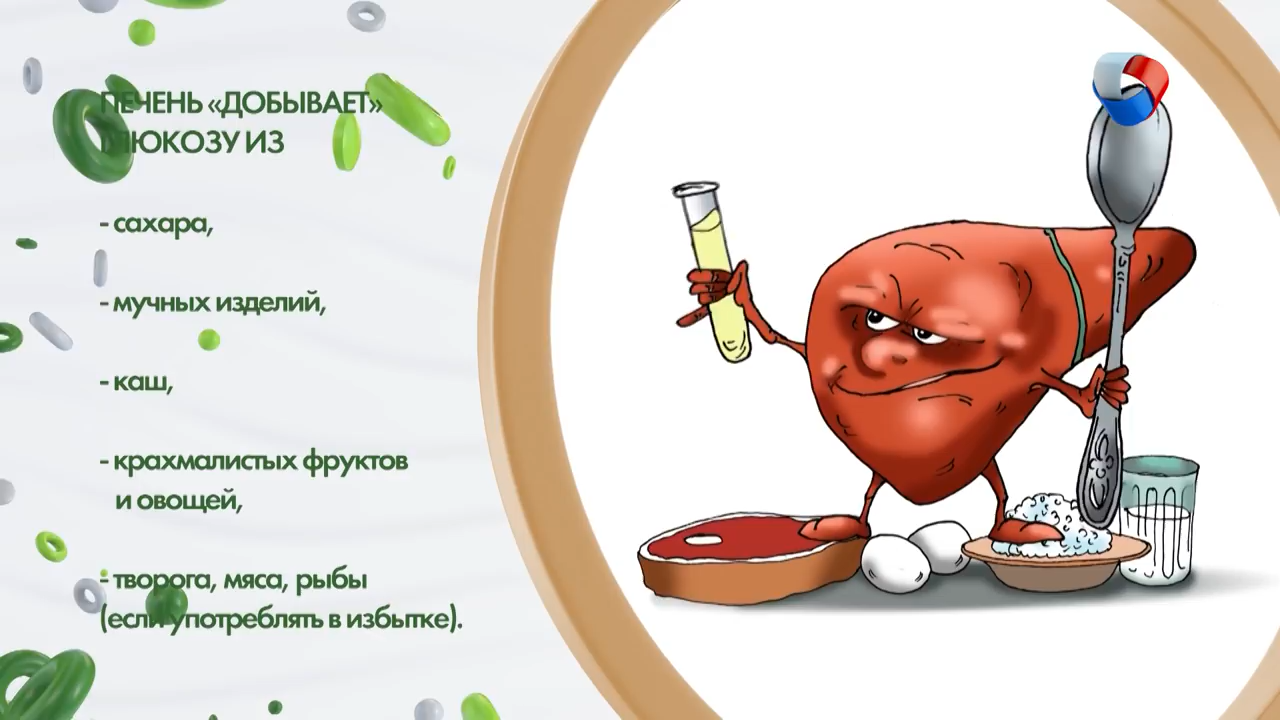 ПЕЧЕНЬ «ДОБЫВАЕТ»
ГЛЮКОЗУ ИЗ
- сахара,
- мучных изделий,
- каш,
- крахмалистых фруктов
и овощей,
- творога, мяса, рыбы
(если употреблять в избытке).